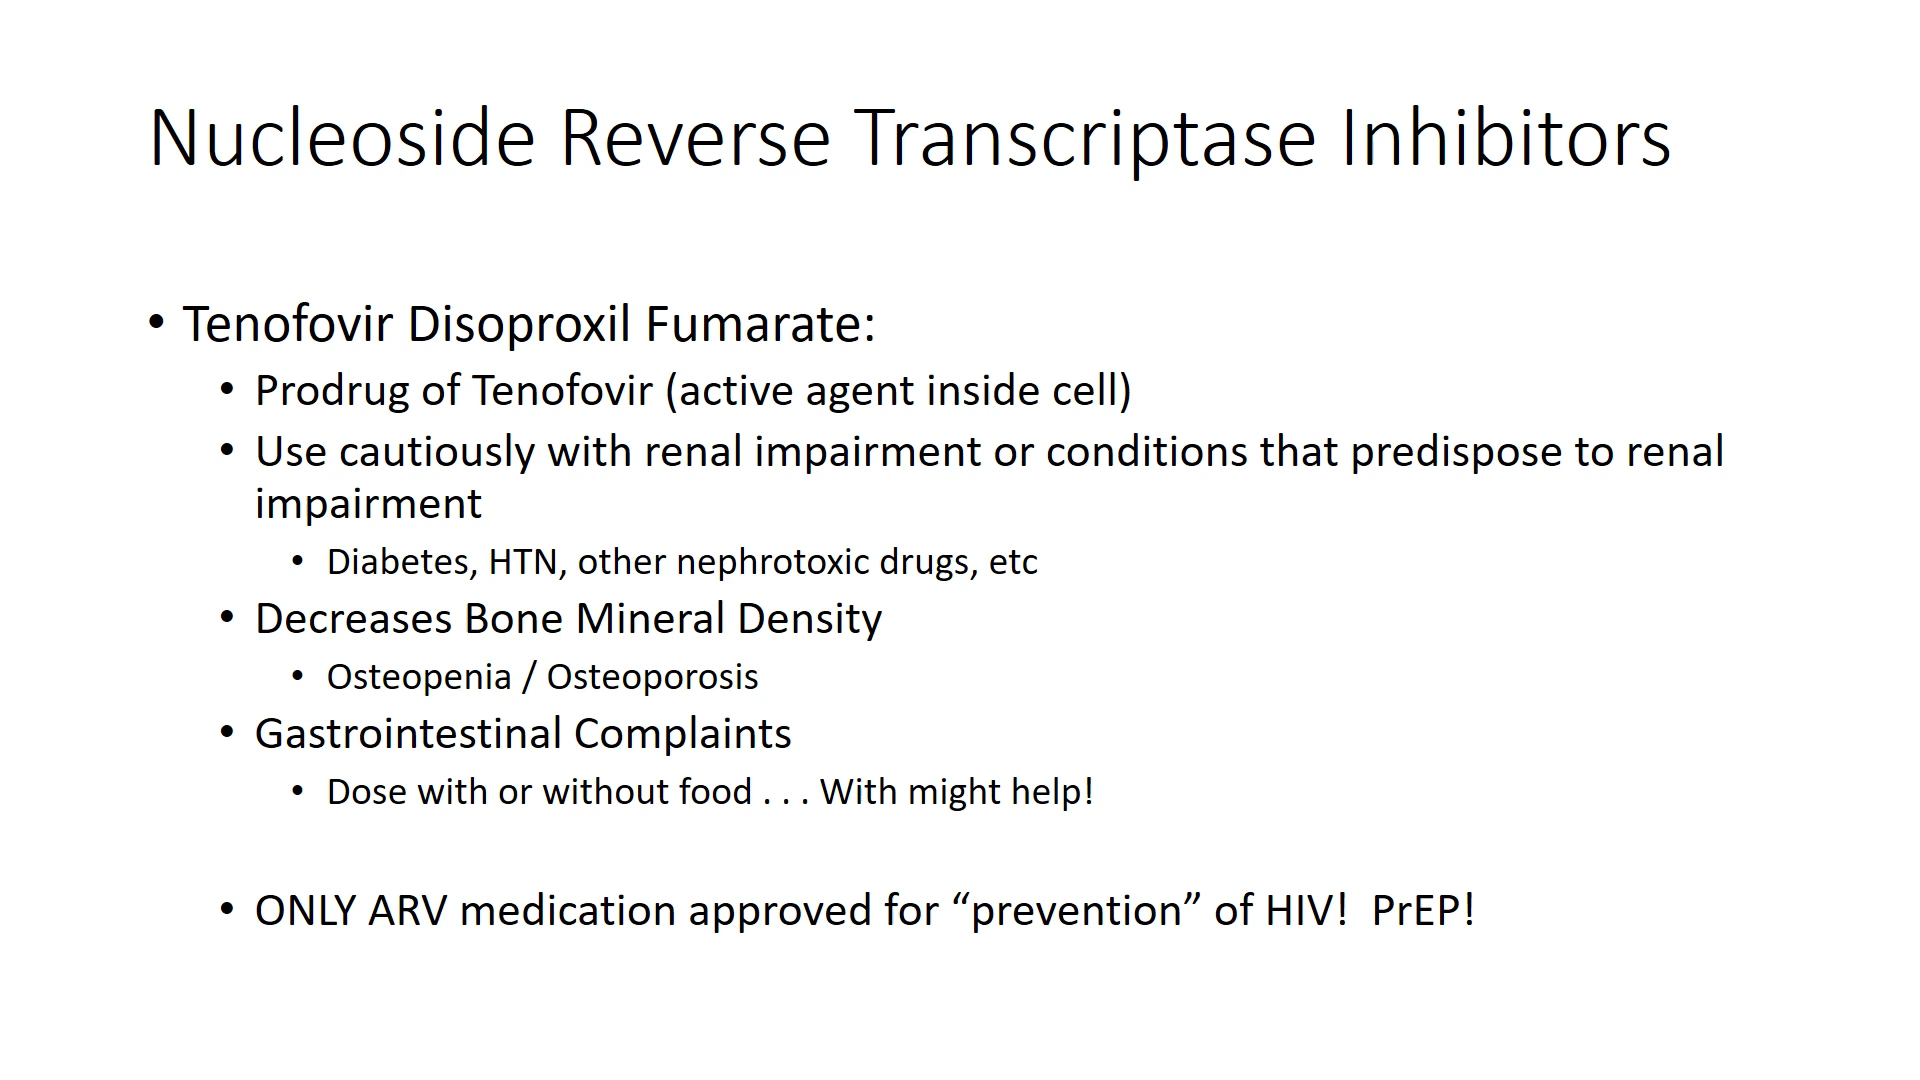 Nucleoside Reverse Transcriptase Inhibitors
• Tenofovir Disoproxil Fumarate:
• Prodrug of Tenofovir (active agent inside cell)
• Use cautiously with renal impairment or conditions that predispose to renal
impairment
• Diabetes, HTN, other nephrotoxic drugs, etc
• Decreases Bone Mineral Density
• Osteopenia / Osteoporosis
• Gastrointestinal Complaints
• Dose with or without food . . . With might help!
• ONLY ARV medication approved for “prevention” of HIV!  PrEP!